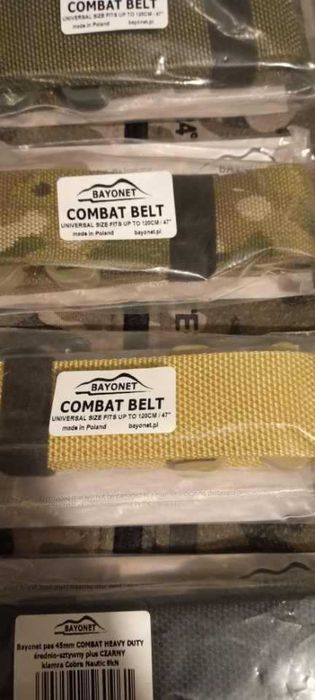 COMBAT BELT
UNIVERSAL SIZE FITS UP TO 120CM / 47"
made in Poland bayonet.pl
BAYONET
COMBAT BELT
UNIVERSAL SIZE FITS UP TO 120CM / 47"
made in Poland bayonet.pl
BAYONET
COMBAT BELT
UNIVERSAL SIZE FITS UP TO 120CM / 47"
made in Poland bayonet.pl
BAYONET
Bayonet pas 45mm COMBAT HEAVY DUTY
średnio-sztywny plus CZARNY
klamra Cobra Nautic 8kN